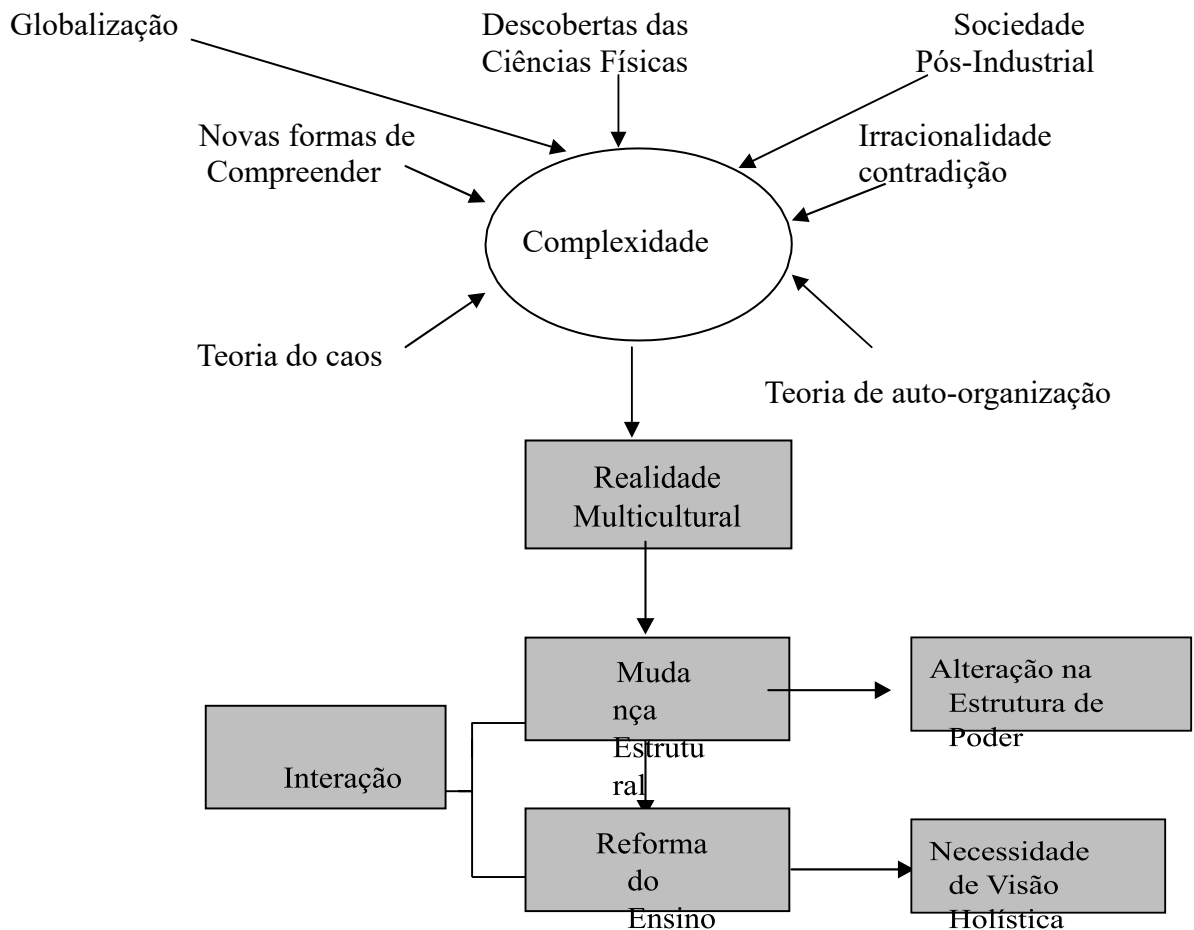 Globalização
Descobertas das
Ciências Físicas
Sociedade
Pós-Industrial
Novas formas de
Compreender
Irracionalidade
contradição
Complexidade
Teoria do caos
Teoria de auto-organização
Realidade
Multicultural
Muda
nça
Estrutu
ral
Alteração na
Estrutura de
Poder
Interação
Reforma
do
Ensino
Necessidade
de Visão
Holística